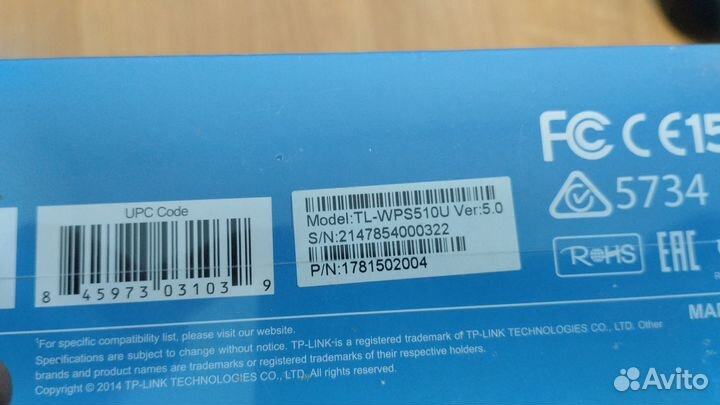 FC CE15
5734
UPC Code
8 45973 03103 9
Model:TL-WPS510U Ver:5.0
S/N:2147854000322
P/N:1781502004
RoHS EAC
MA
¹For specific compatibility list, please visit our website.
Specifications are subject to change without notice. TP-LINK is a registered trademark of TP-LINK TECHNOLOGIES CO., LTD. Other
brands and product names are trademarks or registered trademarks of their respective holders.
Copyright © 2014 TP-LINK TECHNOLOGIES CO., LTD. All rights reserved.
Avito